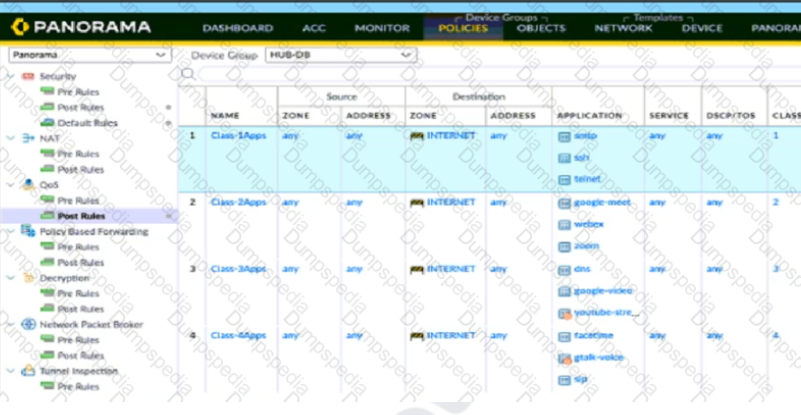 Device Groups Templates
PANORAMA DASHBOARD ACC MONITOR POLICIES OBJECTS NETWORK DEVICE PANORA
Panorama Device Group HUB-DB
Security
Pre Rules
Post Rules
Default Rules
NAT
Pre Rules
Post Rules
QoS
Pre Rules
Post Rules
Policy Based Forwarding
Pre Rules
Post Rules
Decryption
Pre Rules
Post Rules
Network Packet Broker
Pre Rules
Post Rules
Tunnel Inspection
Pre Rules
Source Destination
NAME ZONE ADDRESS ZONE ADDRESS APPLICATION SERVICE DSCP/TOS CLASS
1 Class-1Apps any any INTERNET any smtp any any 1
ssh
telnet
2 Class-2Apps any any INTERNET any google-meet any any 2
webex
zoom
3 Class-3Apps any any INTERNET any dns any any 3
google-video
youtube-stre...
4 Class-4Apps any any INTERNET any facetime any any 4
gtalk-voice
sip
Dumpspedia